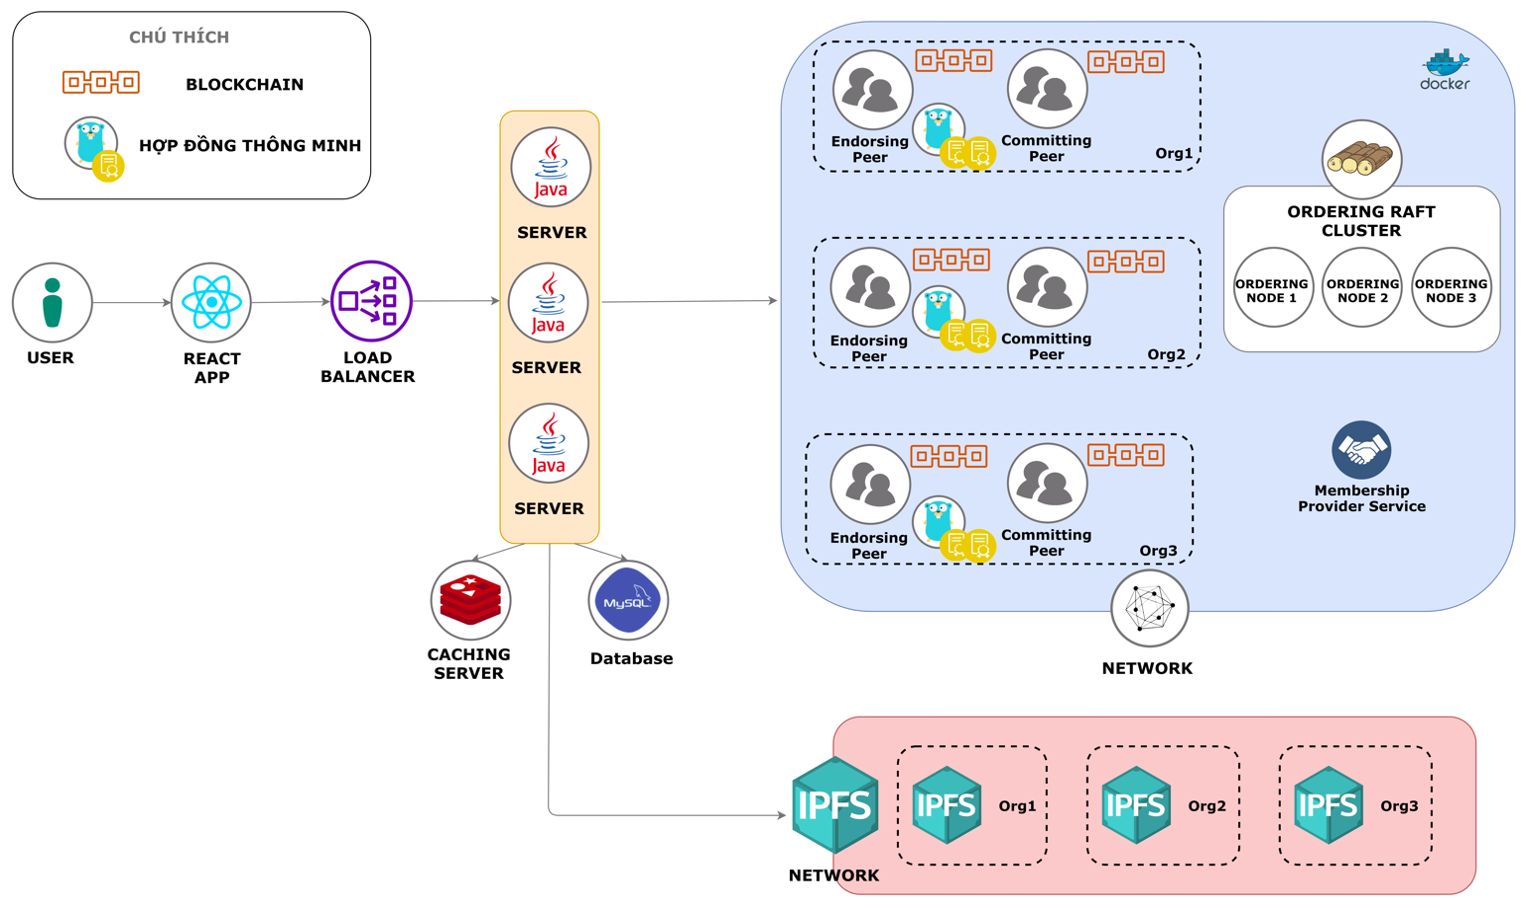 CHÚ THÍCH
BLOCKCHAIN
HỢP ĐỒNG THÔNG MINH
USER
REACT
APP
LOAD
BALANCER
Java
SERVER
Java
SERVER
Java
SERVER
CACHING
SERVER
MySQL
Database
docker
Endorsing
Peer
Committing
Peer
Org1
Endorsing
Peer
Committing
Peer
Org2
Endorsing
Peer
Committing
Peer
Org3
ORDERING RAFT
CLUSTER
ORDERING
NODE 1
ORDERING
NODE 2
ORDERING
NODE 3
Membership
Provider Service
NETWORK
IPFS
NETWORK
IPFS
Org1
IPFS
Org2
IPFS
Org3